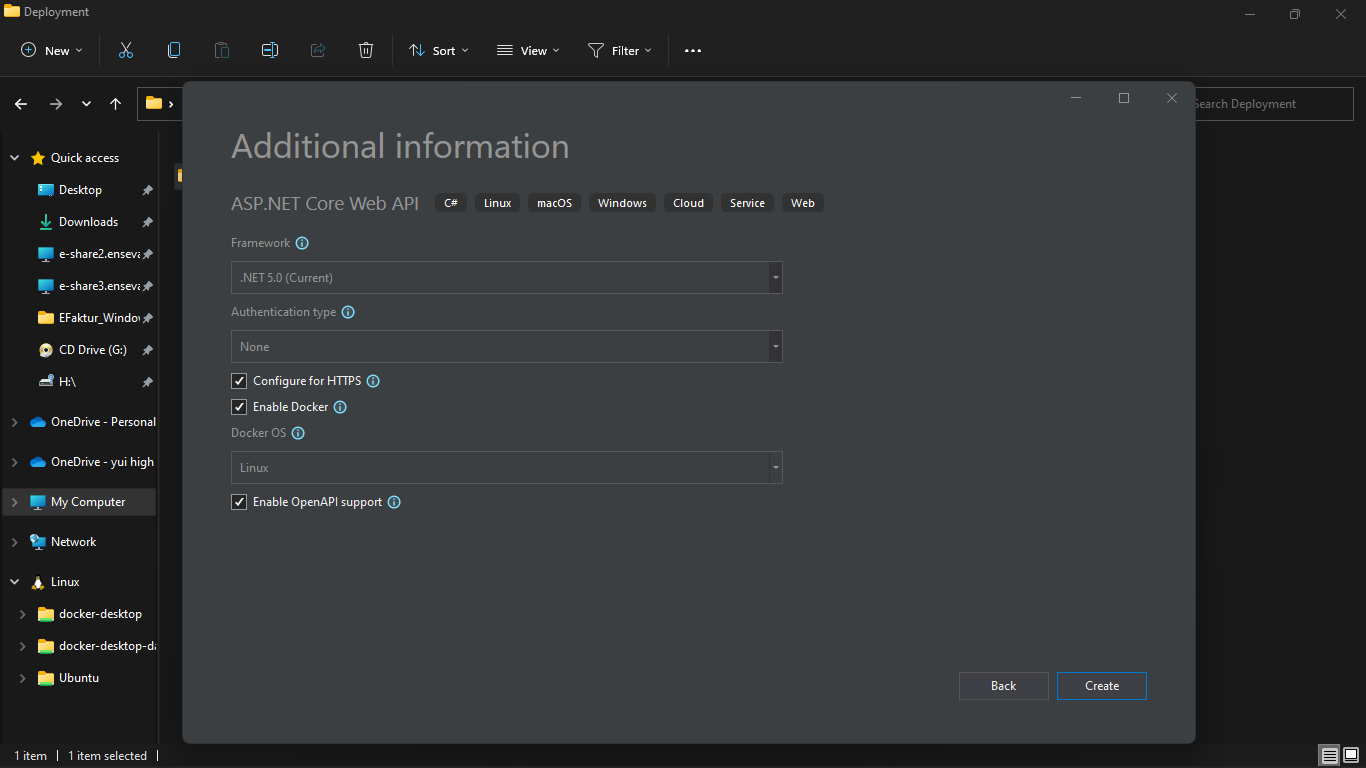 Deployment
New
Sort
View
Filter
Search Deployment
Quick access
Desktop
Downloads
e-share2.enseva
e-share3.enseva
EFaktur_Window
CD Drive (G:)
H:\
OneDrive - Personal
OneDrive - yui high
My Computer
Network
Linux
docker-desktop
docker-desktop-da
Ubuntu
1 item
1 item selected
Additional information
ASP.NET Core Web API C# Linux macOS Windows Cloud Service Web
Framework
.NET 5.0 (Current)
Authentication type
None
Configure for HTTPS
Enable Docker
Docker OS
Linux
Enable OpenAPI support
Back
Create